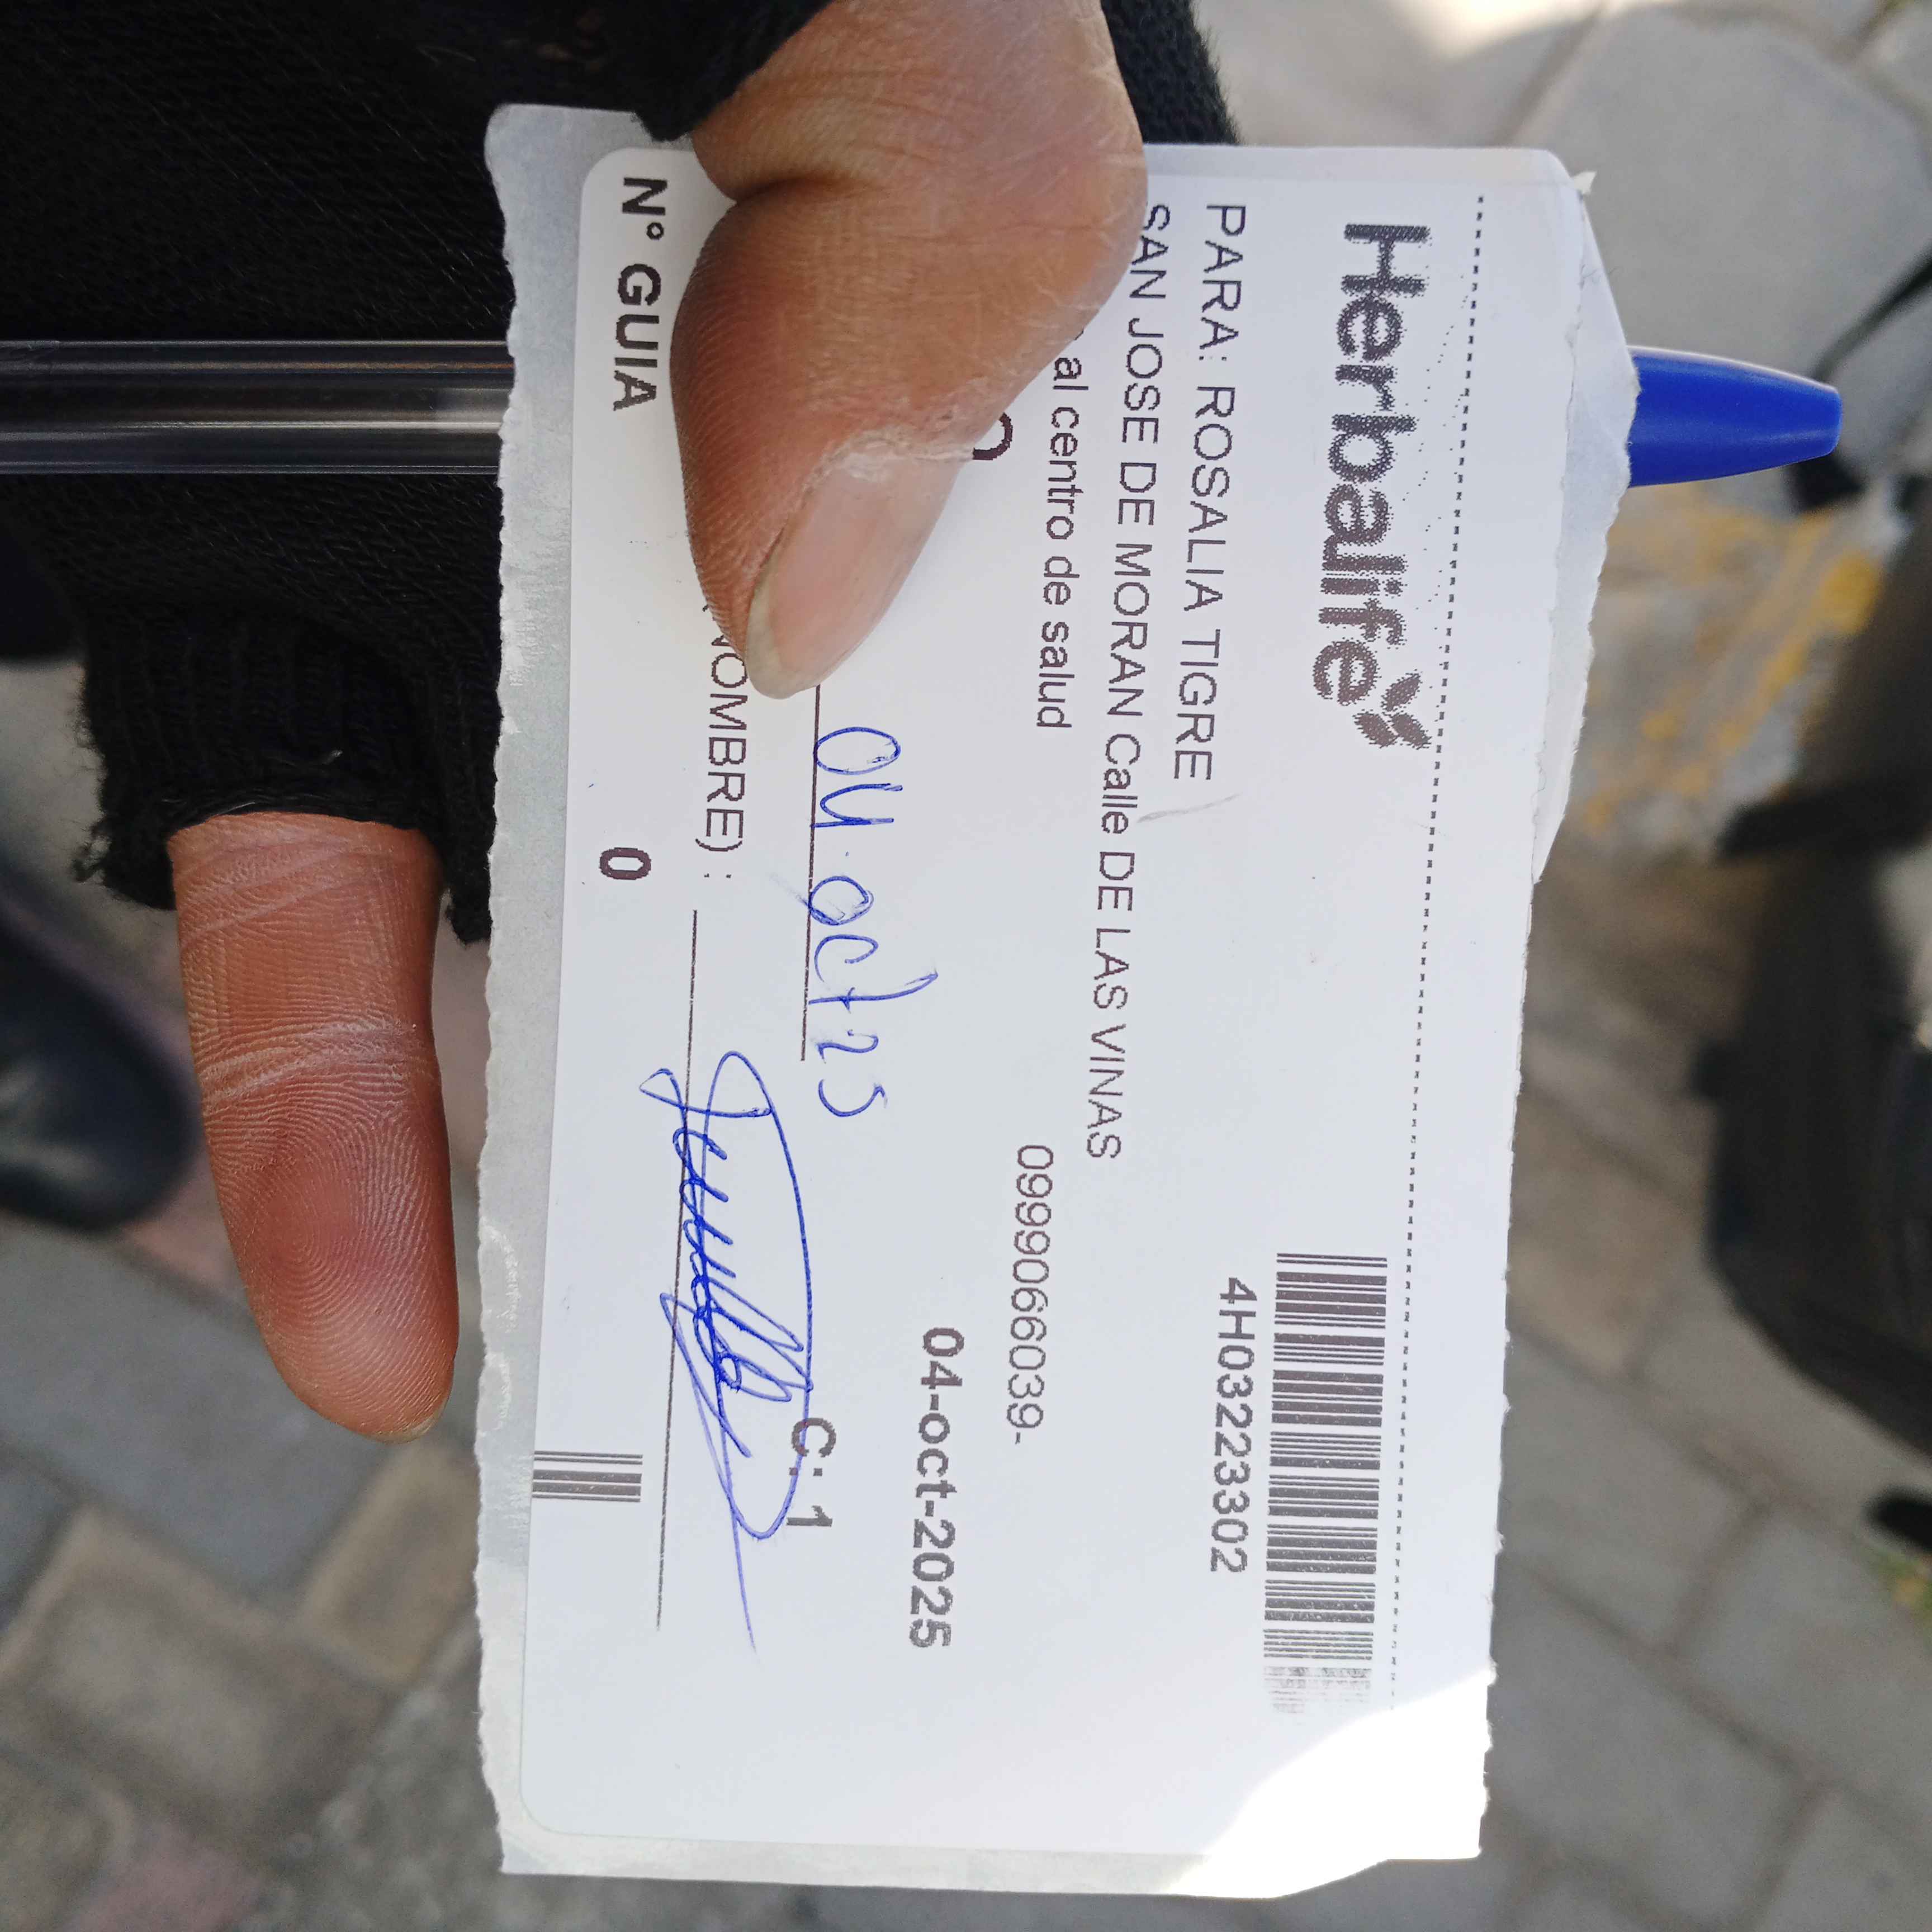 Herbalife
4H03223302
PARA: ROSALIA TIGRE
SAN JOSE DE MORAN Calle DE LAS VINAS
al centro de salud
0999066039-
04-oct-2025
04 oct 25
C: 1
NOMBRE) :
N° GUIA 0